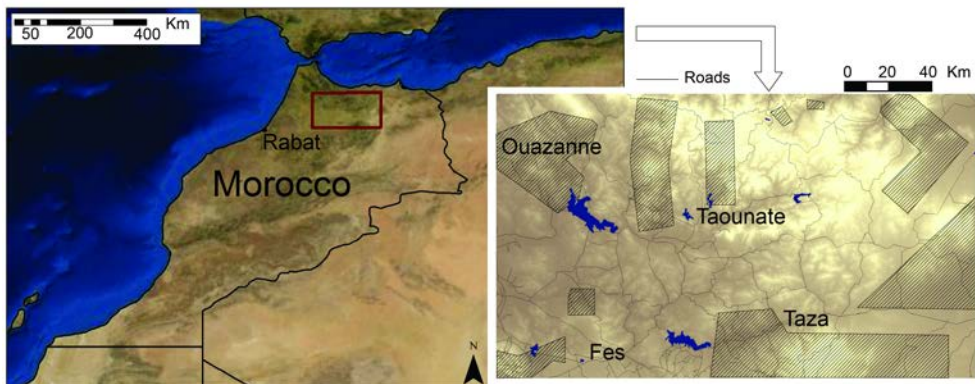 50 200 400 Km
Rabat
Morocco
N
Roads
0 20 40
Km
Ouazanne
Taounate
Taza
Fes